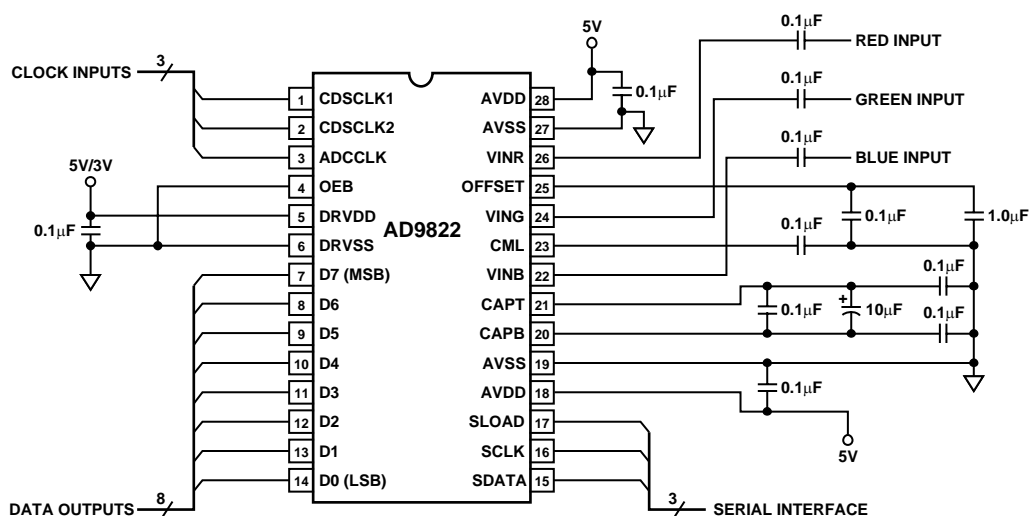 0.1µF
5V
RED INPUT
3
CLOCK INPUTS
0.1µF
1 CDSCLK1 AVDD 28
0.1µF
GREEN INPUT
2 CDSCLK2 AVSS 27
0.1µF
3 ADCCLK VINR 26
BLUE INPUT
5V/3V
4 OEB OFFSET 25
5 DRVDD VING 24
0.1µF
1.0µF
0.1µF
AD9822
0.1µF
6 DRVSS CML 23
7 D7 (MSB) VINB 22
0.1µF
8 D6 CAPT 21
0.1µF
+
10µF
0.1µF
9 D5 CAPB 20
10 D4 AVSS 19
11 D3 AVDD 18
0.1µF
12 D2 SLOAD 17
13 D1 SCLK 16
5V
14 D0 (LSB) SDATA 15
DATA OUTPUTS
8
3
SERIAL INTERFACE